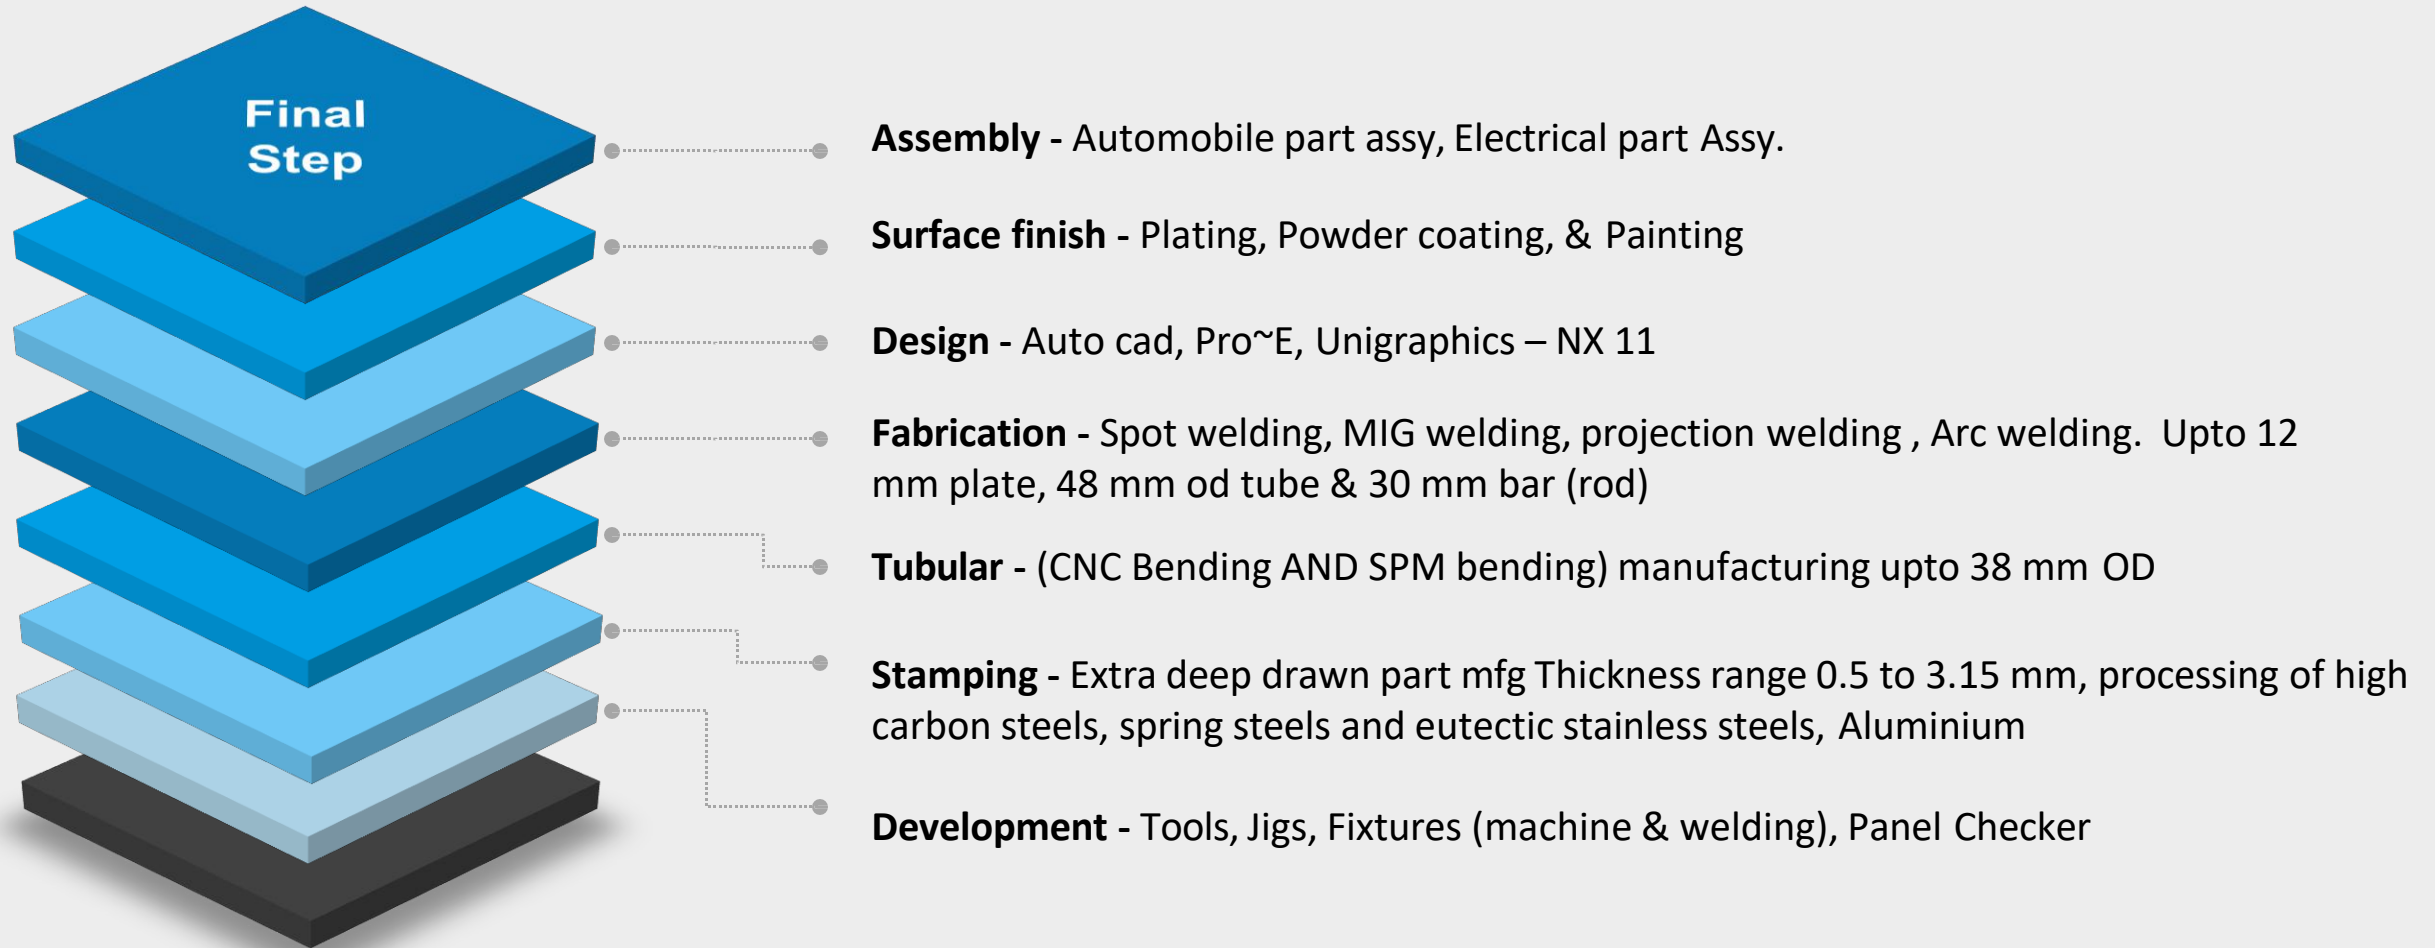 Final
Step
Assembly - Automobile part assy, Electrical part Assy.
Surface finish - Plating, Powder coating, & Painting
Design - Auto cad, Pro~E, Unigraphics – NX 11
Fabrication - Spot welding, MIG welding, projection welding , Arc welding. Upto 12
mm plate, 48 mm od tube & 30 mm bar (rod)
Tubular - (CNC Bending AND SPM bending) manufacturing upto 38 mm OD
Stamping - Extra deep drawn part mfg Thickness range 0.5 to 3.15 mm, processing of high
carbon steels, spring steels and eutectic stainless steels, Aluminium
Development - Tools, Jigs, Fixtures (machine & welding), Panel Checker